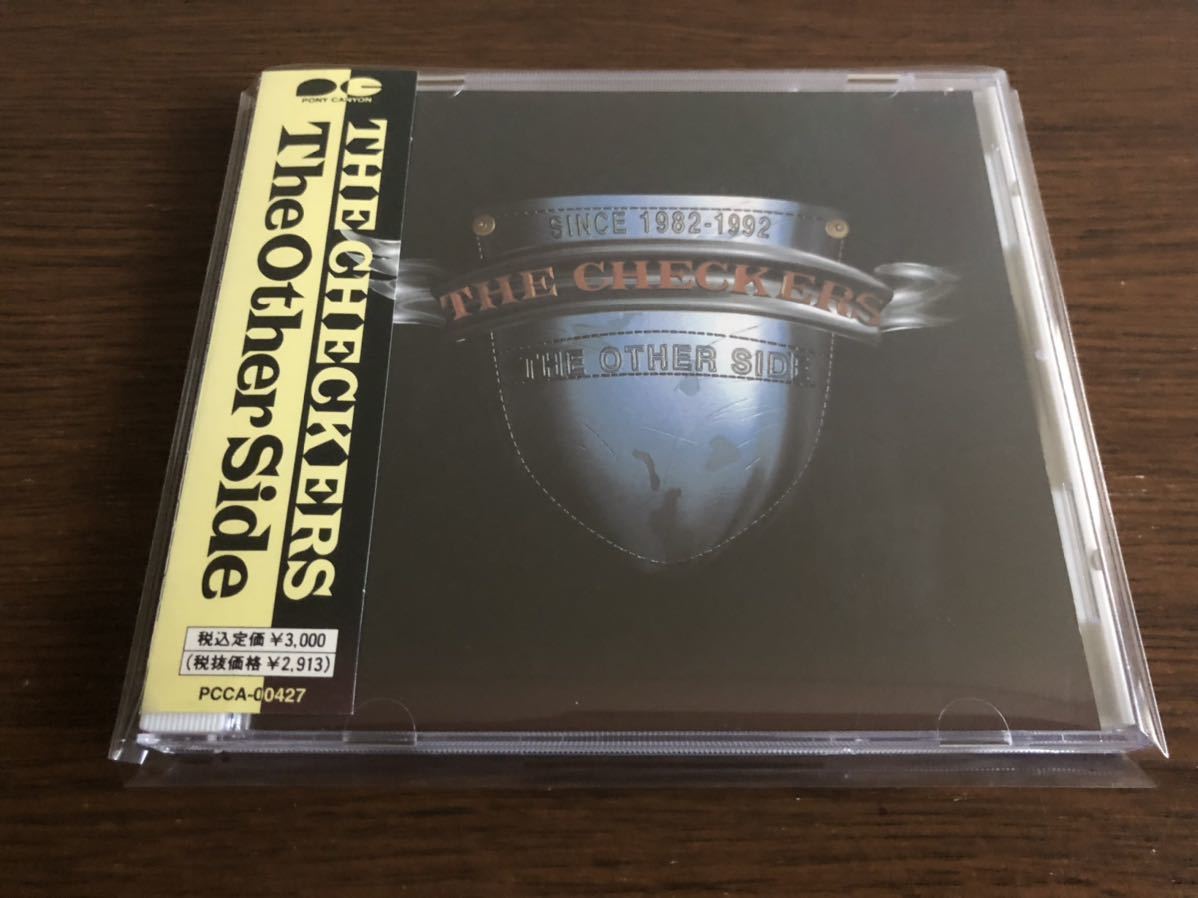 PONY CANYON
THE CHECKERS
The Other Side
税込定価¥3,000
(税抜価格¥2,913)
PCCA-00427
SINCE 1982-1992
THE CHECKERS
THE OTHER SIDE